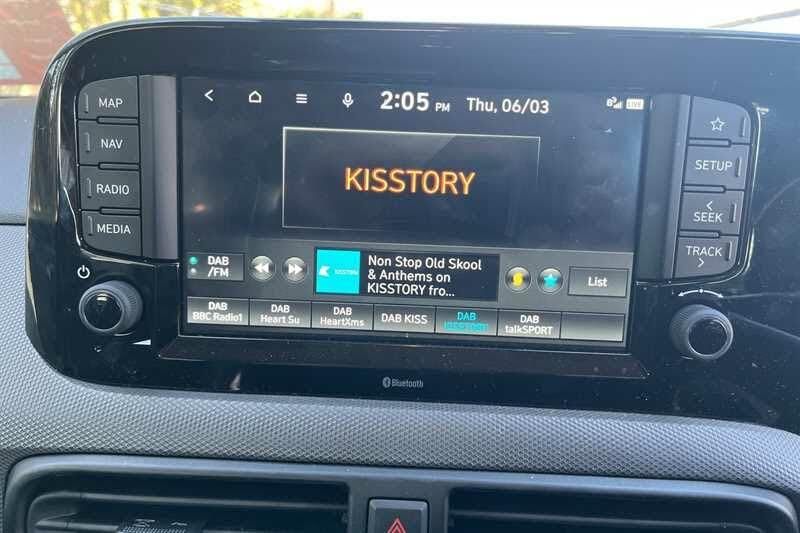 MAP
NAV
RADIO
MEDIA
2:05 PM Thu, 06/03
LIVE
KISSTORY
DAB
/FM
KISSTORY
Non Stop Old Skool
& Anthems on
KISSTORY fro...
List
DAB
BBC Radio1
DAB
Heart Su
DAB
HeartXms
DAB KISS
DAB
KISSTORY
DAB
talkSPORT
SETUP
SEEK
TRACK
Bluetooth